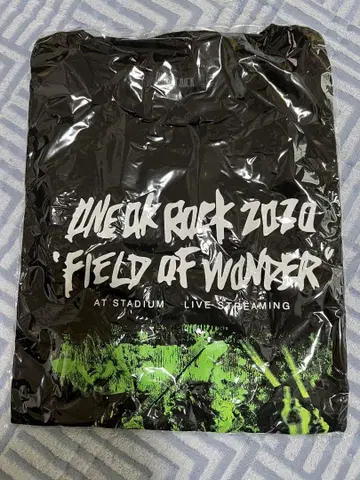 ONE OK ROCK 2020
"FIELD OF WONDER"
AT STADIUM LIVE STREAMING